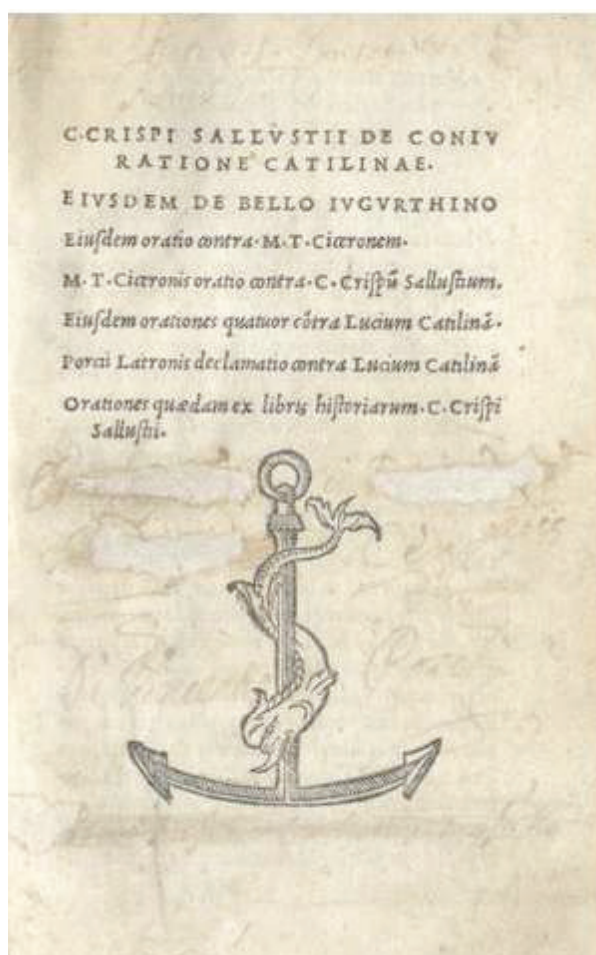 C·CRISPI SALLVSTII DE CONIV
RATIONE CATILINAE.
EIVSDEM DE BELLO IVGVRTHINO
Eiuſdem oratio contra·M·T·Ciceronem·
M·T·Ciceronis oratio contra·C·Criſpũ Salluſtium.
Eiuſdem orationes quatuor cõtra Lucium Catilinã·
Porcii Latronis declamatio contra Lucium Catilinã
Orationes quædam ex libris hiſtoriarum·C·Criſpi
Salluſtii·